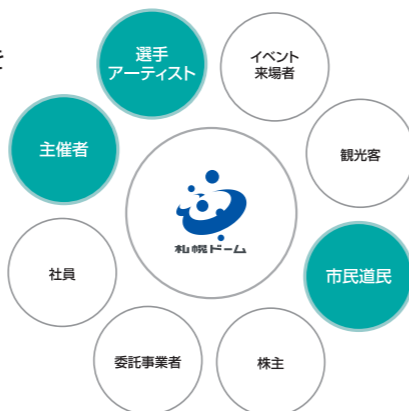 を
選手
アーティスト
イベント
来場者
主催者
観光客
札幌ドーム
社員
市民道民
委託事業者
株主